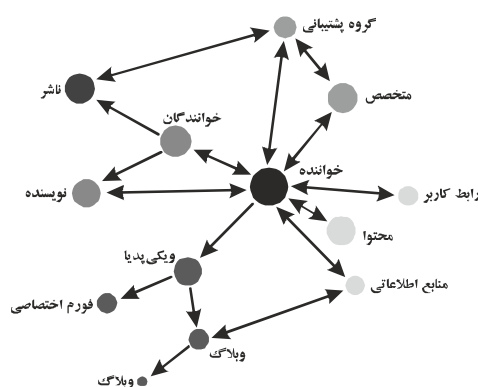 گروه پشتیبانی
ناشر
متخصص
خوانندگان
خواننده
نویسنده
رابط کاربر
محتوا
ویکی‌پدیا
منابع اطلاعاتی
فورم اختصاصی
وبلاگ
وبلاگ